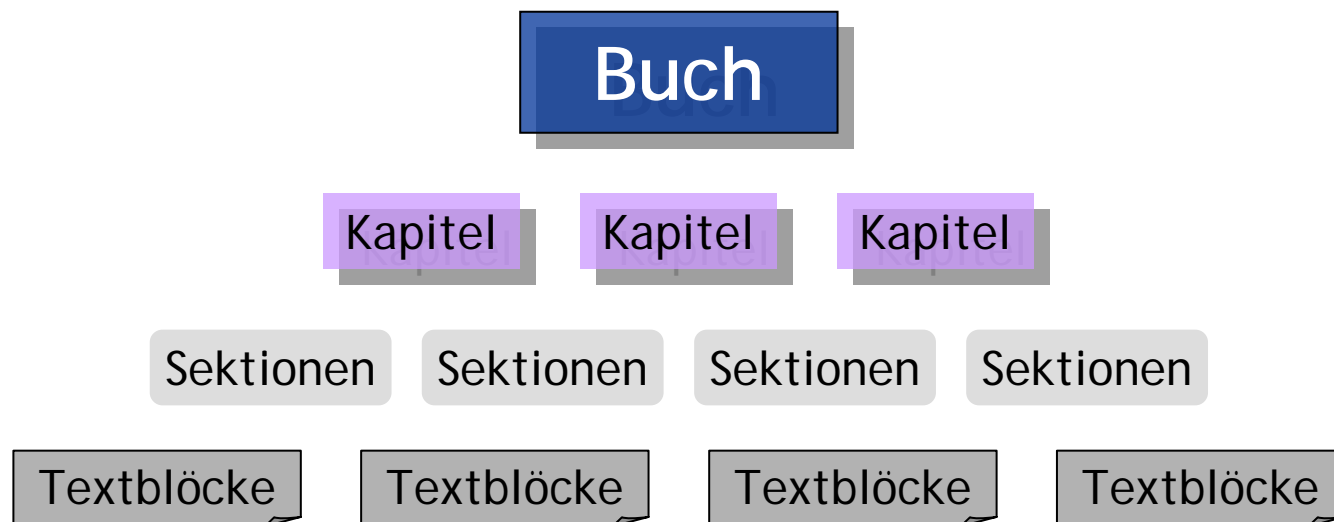 Buch
Kapitel Kapitel Kapitel
Sektionen Sektionen Sektionen Sektionen
Textblöcke Textblöcke Textblöcke Textblöcke